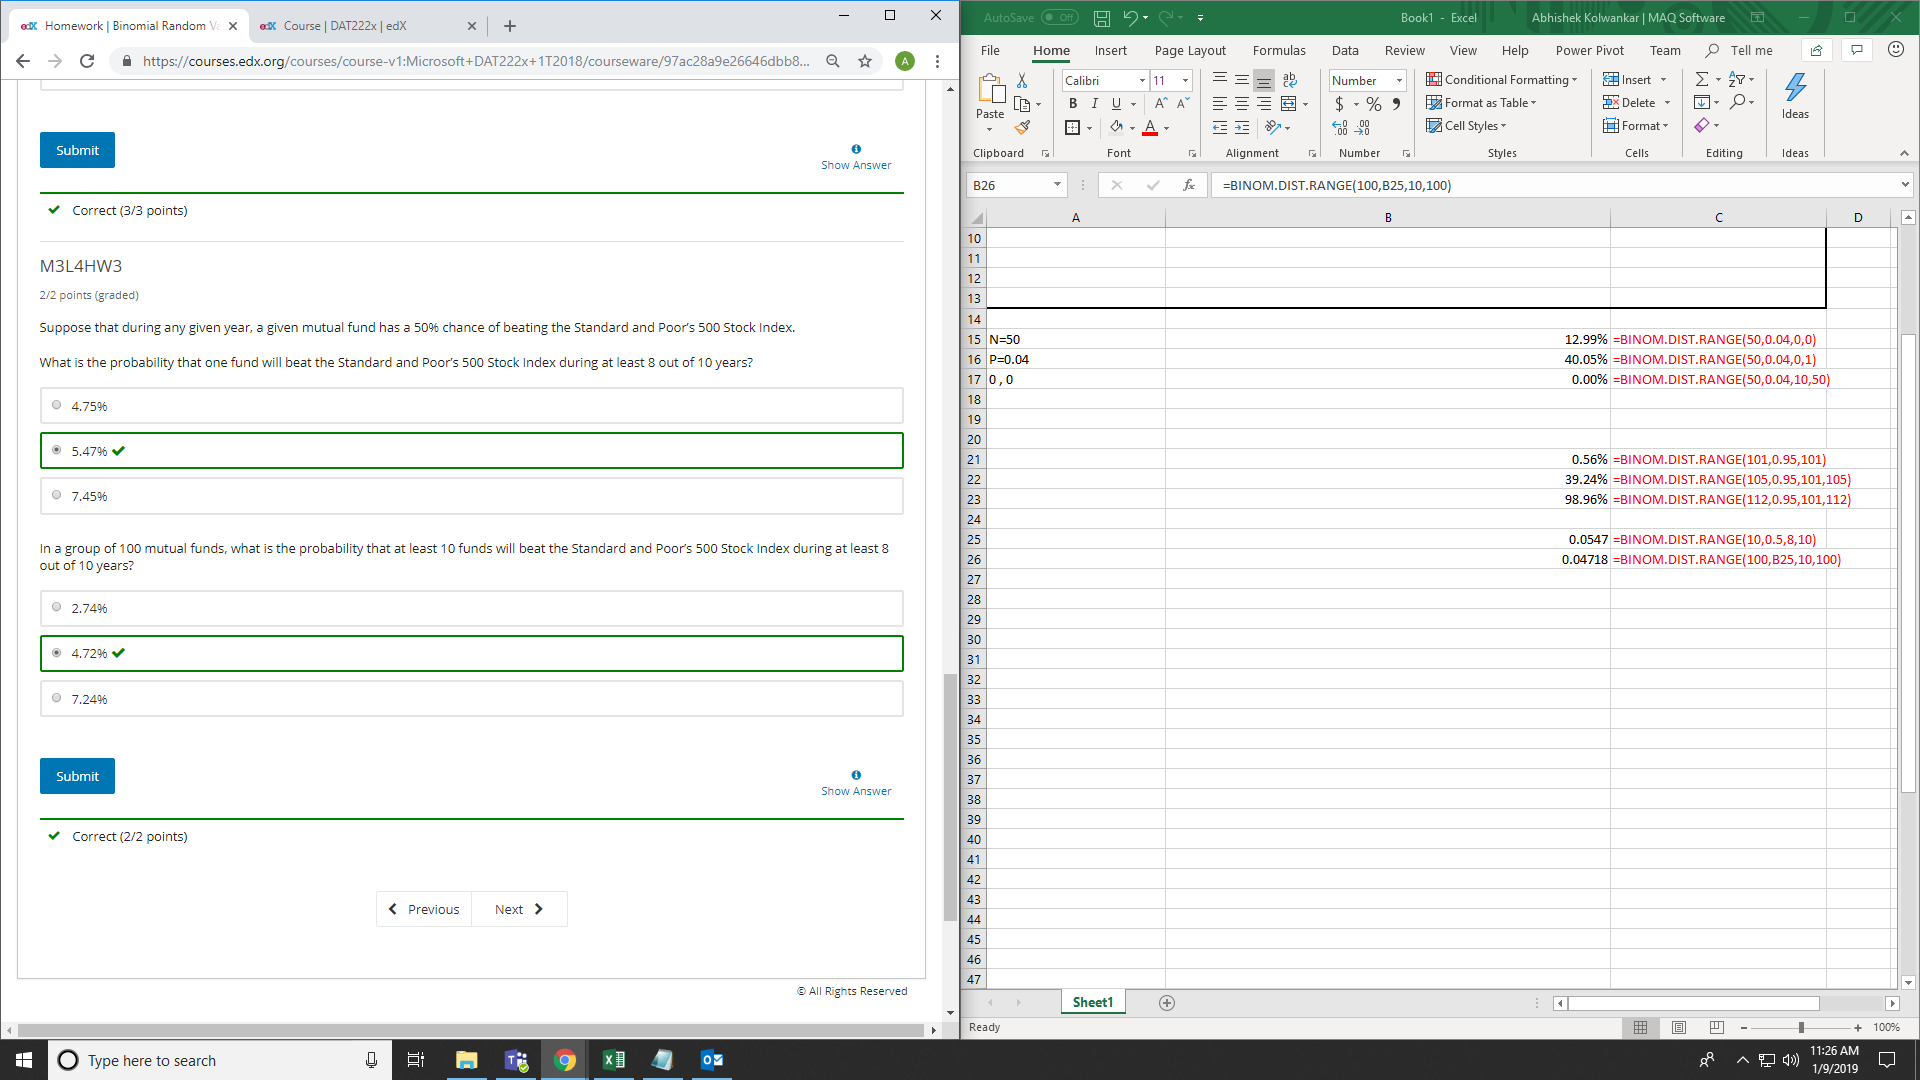 Homework | Binomial Random Va
Course | DAT222x | edX
https://courses.edx.org/courses/course-v1:Microsoft+DAT222x+1T2018/courseware/97ac28a9e26646dbb8...
A
Submit
Show Answer
Correct (3/3 points)
M3L4HW3
2/2 points (graded)
Suppose that during any given year, a given mutual fund has a 50% chance of beating the Standard and Poor's 500 Stock Index.
What is the probability that one fund will beat the Standard and Poor's 500 Stock Index during at least 8 out of 10 years?
4.75%
5.47%
7.45%
In a group of 100 mutual funds, what is the probability that at least 10 funds will beat the Standard and Poor's 500 Stock Index during at least 8
out of 10 years?
2.74%
4.72%
7.24%
Submit
Show Answer
Correct (2/2 points)
Previous
Next
© All Rights Reserved
AutoSave Off
Book1 - Excel
Abhishek Kolwankar | MAQ Software
File Home Insert Page Layout Formulas Data Review View Help Power Pivot Team Tell me
Paste
Calibri 11
B I U
Number
Conditional Formatting
Format as Table
Cell Styles
Insert
Delete
Format
Ideas
Clipboard Font Alignment Number Styles Cells Editing Ideas
B26 fx =BINOM.DIST.RANGE(100,B25,10,100)
A B C D
10
11
12
13
14
15 N=50 12.99% =BINOM.DIST.RANGE(50,0.04,0,0)
16 P=0.04 40.05% =BINOM.DIST.RANGE(50,0.04,0,1)
17 0 , 0 0.00% =BINOM.DIST.RANGE(50,0.04,10,50)
18
19
20
21 0.56% =BINOM.DIST.RANGE(101,0.95,101)
22 39.24% =BINOM.DIST.RANGE(105,0.95,101,105)
23 98.96% =BINOM.DIST.RANGE(112,0.95,101,112)
24
25 0.0547 =BINOM.DIST.RANGE(10,0.5,8,10)
26 0.04718 =BINOM.DIST.RANGE(100,B25,10,100)
27
28
29
30
31
32
33
34
35
36
37
38
39
40
41
42
43
44
45
46
47
Sheet1
Ready
100%
Type here to search
11:26 AM
1/9/2019